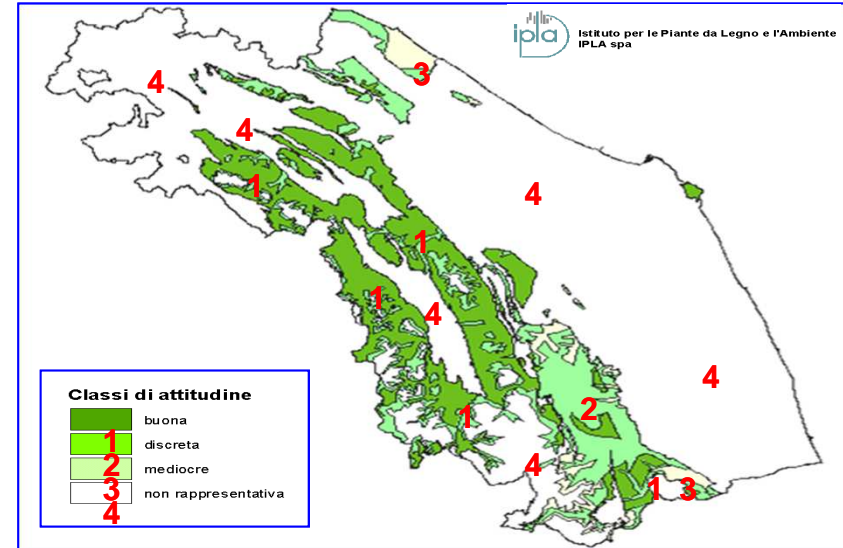 ipla
Istituto per le Piante da Legno e l'Ambiente
IPLA spa
4
3
4
1
4
1
1
4
4
2
1
4
1
3
Classi di attitudine
buona
1 discreta
2 mediocre
3 non rappresentativa
4